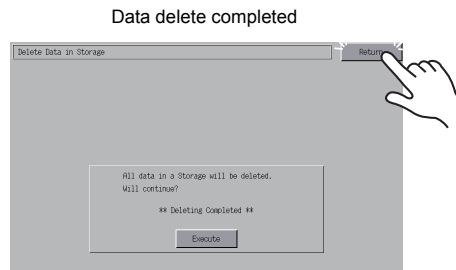 Data delete completed
Delete Data in Storage
Return
All data in a Storage will be deleted.
Will continue?
** Deleting Completed **
Execute